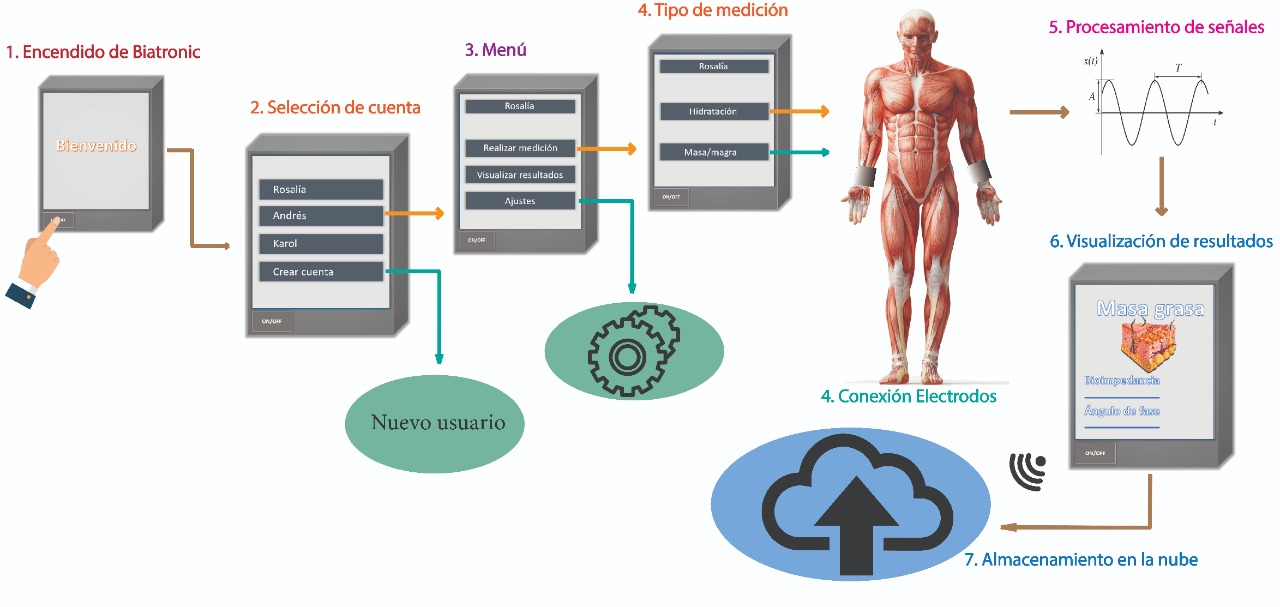 1. Encendido de Biatronic
Bienvenido
2. Selección de cuenta
Rosalía
Andrés
Karol
Crear cuenta
ON/OFF
Nuevo usuario
3. Menú
Rosalía
Realizar medición
Visualizar resultados
Ajustes
ON/OFF
4. Tipo de medición
Rosalía
Hidratación
Masa/magra
ON/OFF
4. Conexión Electrodos
5. Procesamiento de señales
x(t)
T
A
t
6. Visualización de resultados
Masa grasa
Bioimpedancia
Ángulo de fase
ON/OFF
7. Almacenamiento en la nube